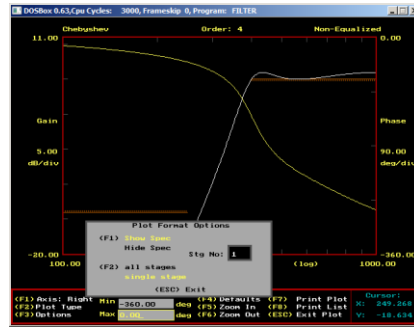 DOSBox 0.63,Cpu Cycles: 3000, Frameskip 0, Program: FILTER
Chebyshev Order: 4 Non-Equalized
11.00 0.00
Gain Phase
5.00 90.00
dB/div deg/div
-20.00
100.00 (log) 1000.00
Plot Format Options
(F1) Show Spec
Hide Spec
Stg No: 1
(F2) all stages
single stage
(ESC) Exit
(F1) Axis: Right Min -360.00 deg (F4) Defaults (F7) Print Plot
(F2) Plot Type (F5) Zoom In (F8) Print List
(F3) Options Max 0.00 deg (F6) Zoom Out (ESC) Exit Plot
Cursor:
X: 249.268
Y: -18.634